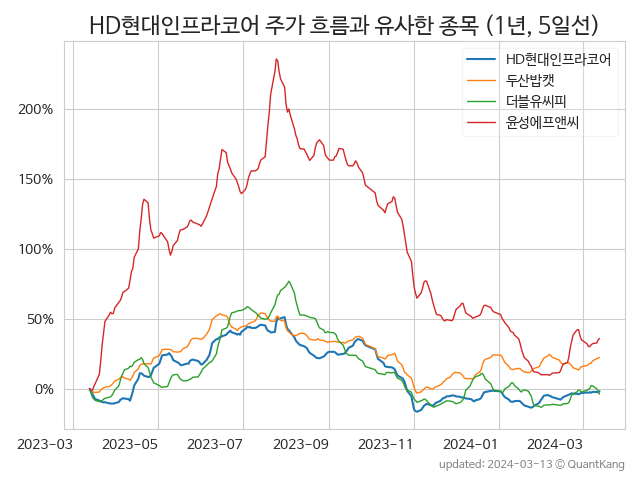 HD현대인프라코어 주가 흐름과 유사한 종목 (1년, 5일선)
HD현대인프라코어
두산밥캣
더블유씨피
윤성에프앤씨
200%
150%
100%
50%
0%
2023-03 2023-05 2023-07 2023-09 2023-11 2024-01 2024-03
updated: 2024-03-13 © QuantKang